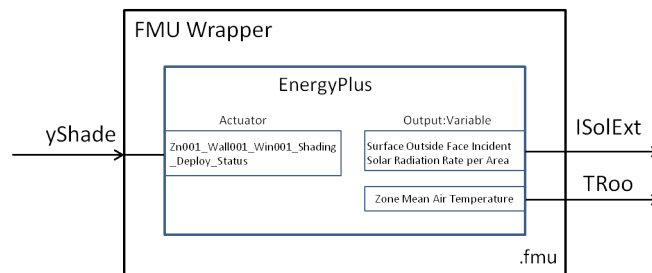 FMU Wrapper
EnergyPlus
Actuator
Output:Variable
yShade
Zn001_Wall001_Win001_Shading
_Deploy_Status
Surface Outside Face Incident
Solar Radiation Rate per Area
ISolExt
Zone Mean Air Temperature
TRoo
.fmu